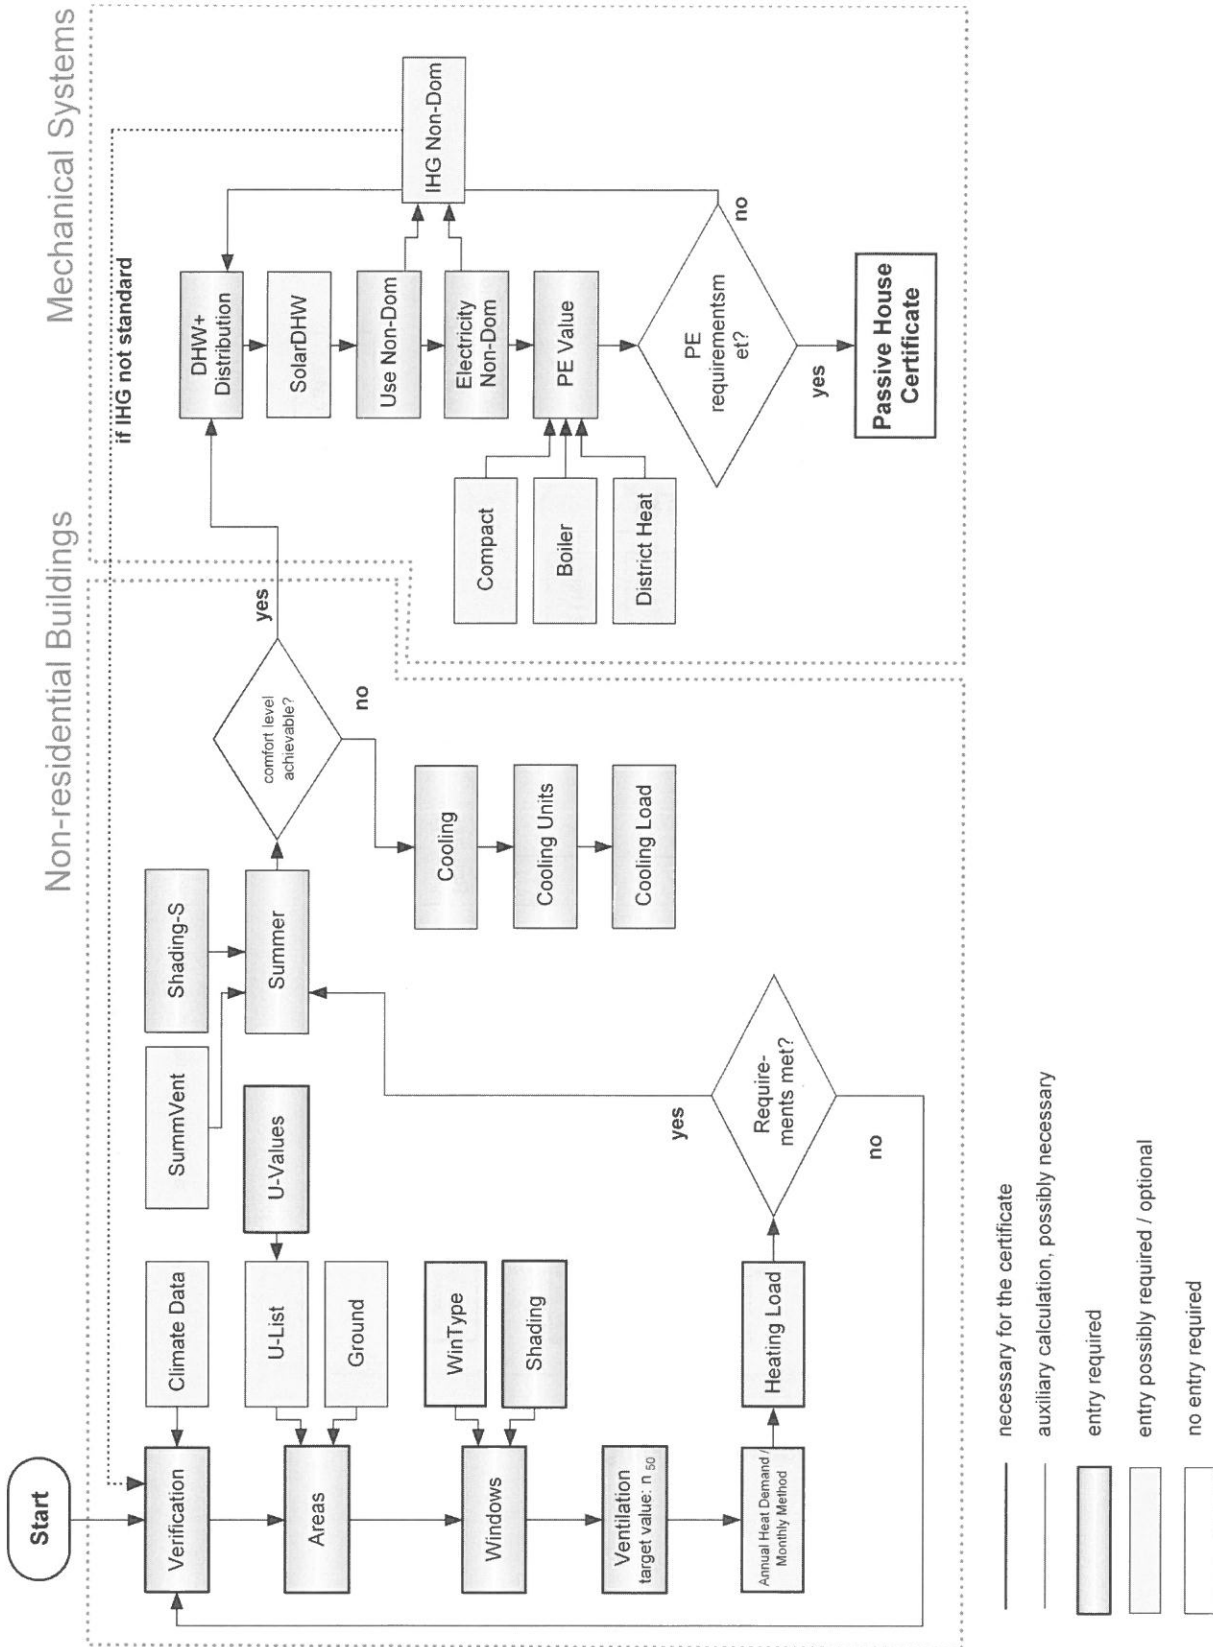 Non-residential Buildings
Mechanical Systems
Start
Verification
Climate Data
Areas
U-List
U-Values
Ground
Windows
WinType
Shading
Ventilation
target value: n 50
Annual Heat Demand /
Monthly Method
Heating Load
Require-
ments met?
yes
no
SummVent
Shading-S
Summer
comfort level
achievable?
yes
no
Cooling
Cooling Units
Cooling Load
if IHG not standard
DHW+
Distribution
SolarDHW
Use Non-Dom
Electricity
Non-Dom
IHG Non-Dom
PE Value
Compact
Boiler
District Heat
PE
requirementsm
et?
no
yes
Passive House
Certificate
necessary for the certificate
auxiliary calculation, possibly necessary
entry required
entry possibly required / optional
no entry required